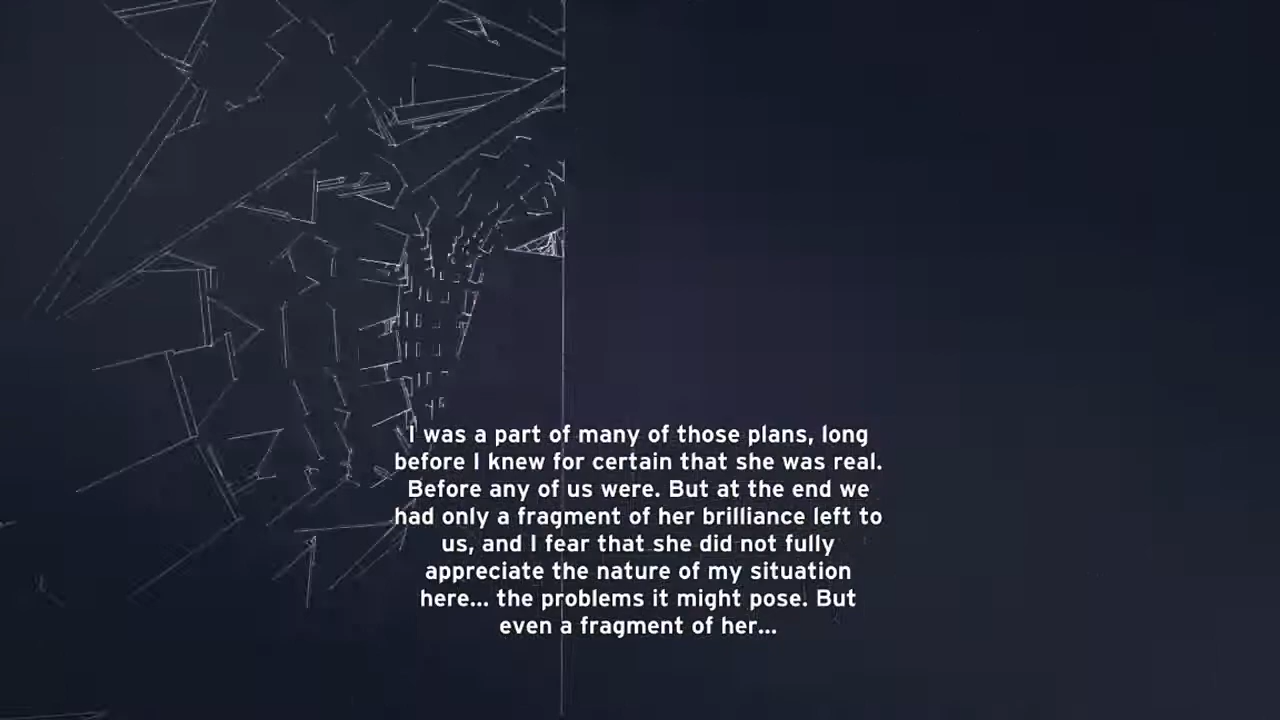 I was a part of many of those plans, long
before I knew for certain that she was real.
Before any of us were. But at the end we
had only a fragment of her brilliance left to
us, and I fear that she did not fully
appreciate the nature of my situation
here... the problems it might pose. But
even a fragment of her...